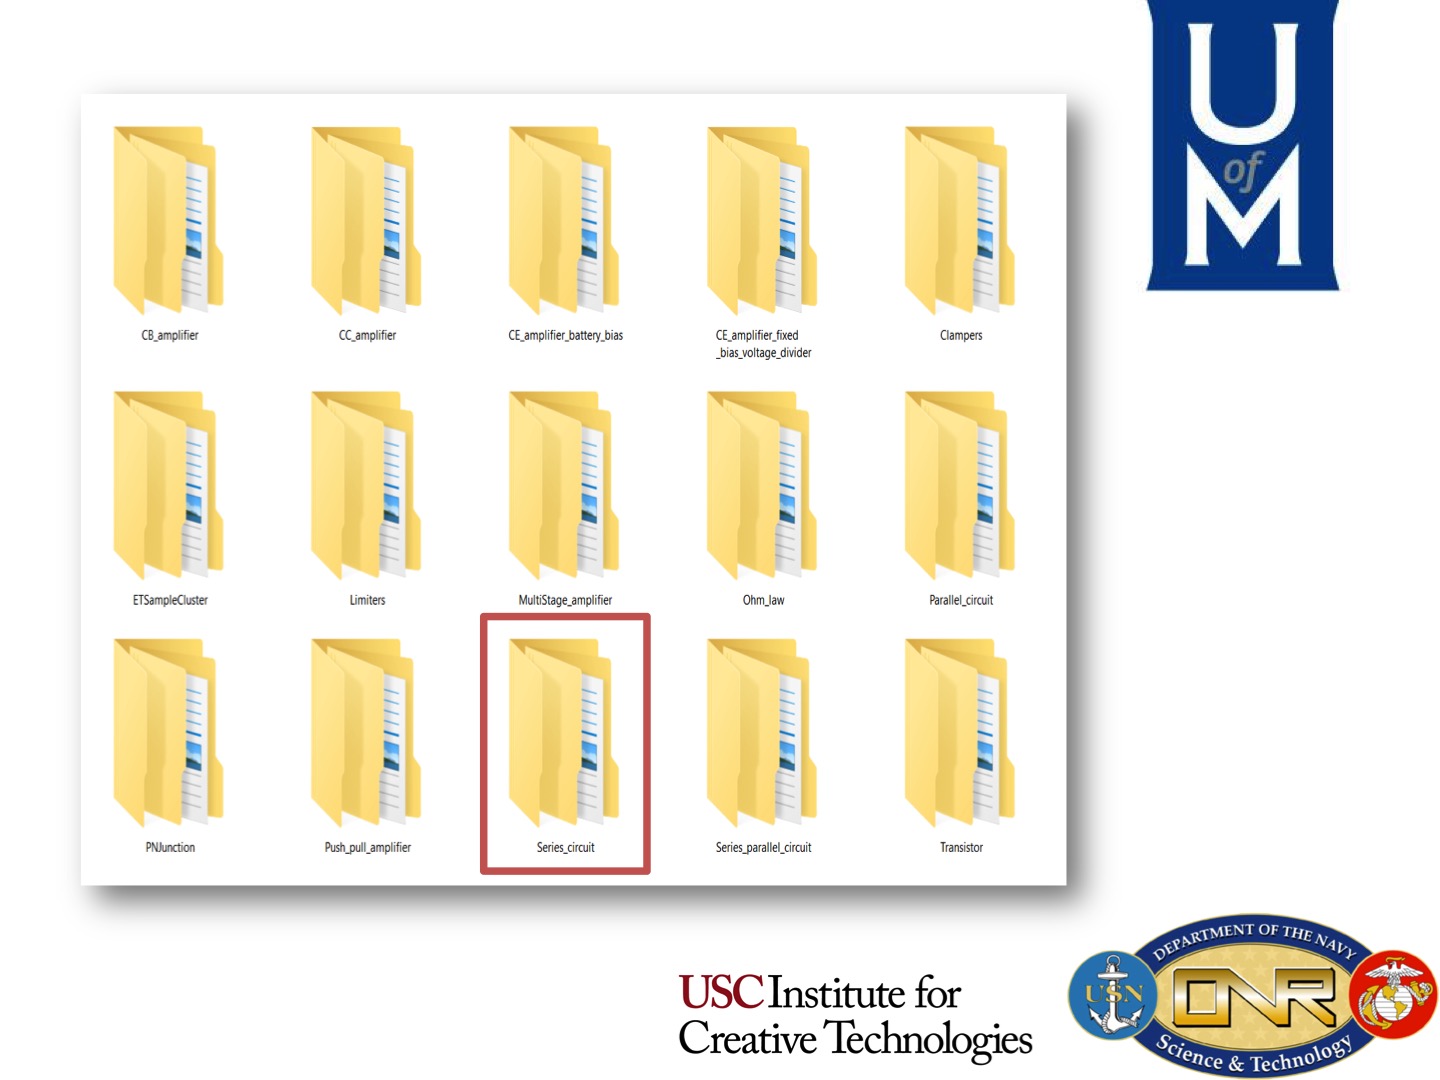 U
of
M
CB_amplifier
CC_amplifier
CE_amplifier_battery_bias
CE_amplifier_fixed
_bias_voltage_divider
Clampers
ETSampleCluster
Limiters
MultiStage_amplifier
Ohm_law
Parallel_circuit
PNJunction
Push_pull_amplifier
Series_circuit
Series_parallel_circuit
Transistor
USC Institute for
Creative Technologies
DEPARTMENT OF THE NAVY
USN
ONR
Science & Technology